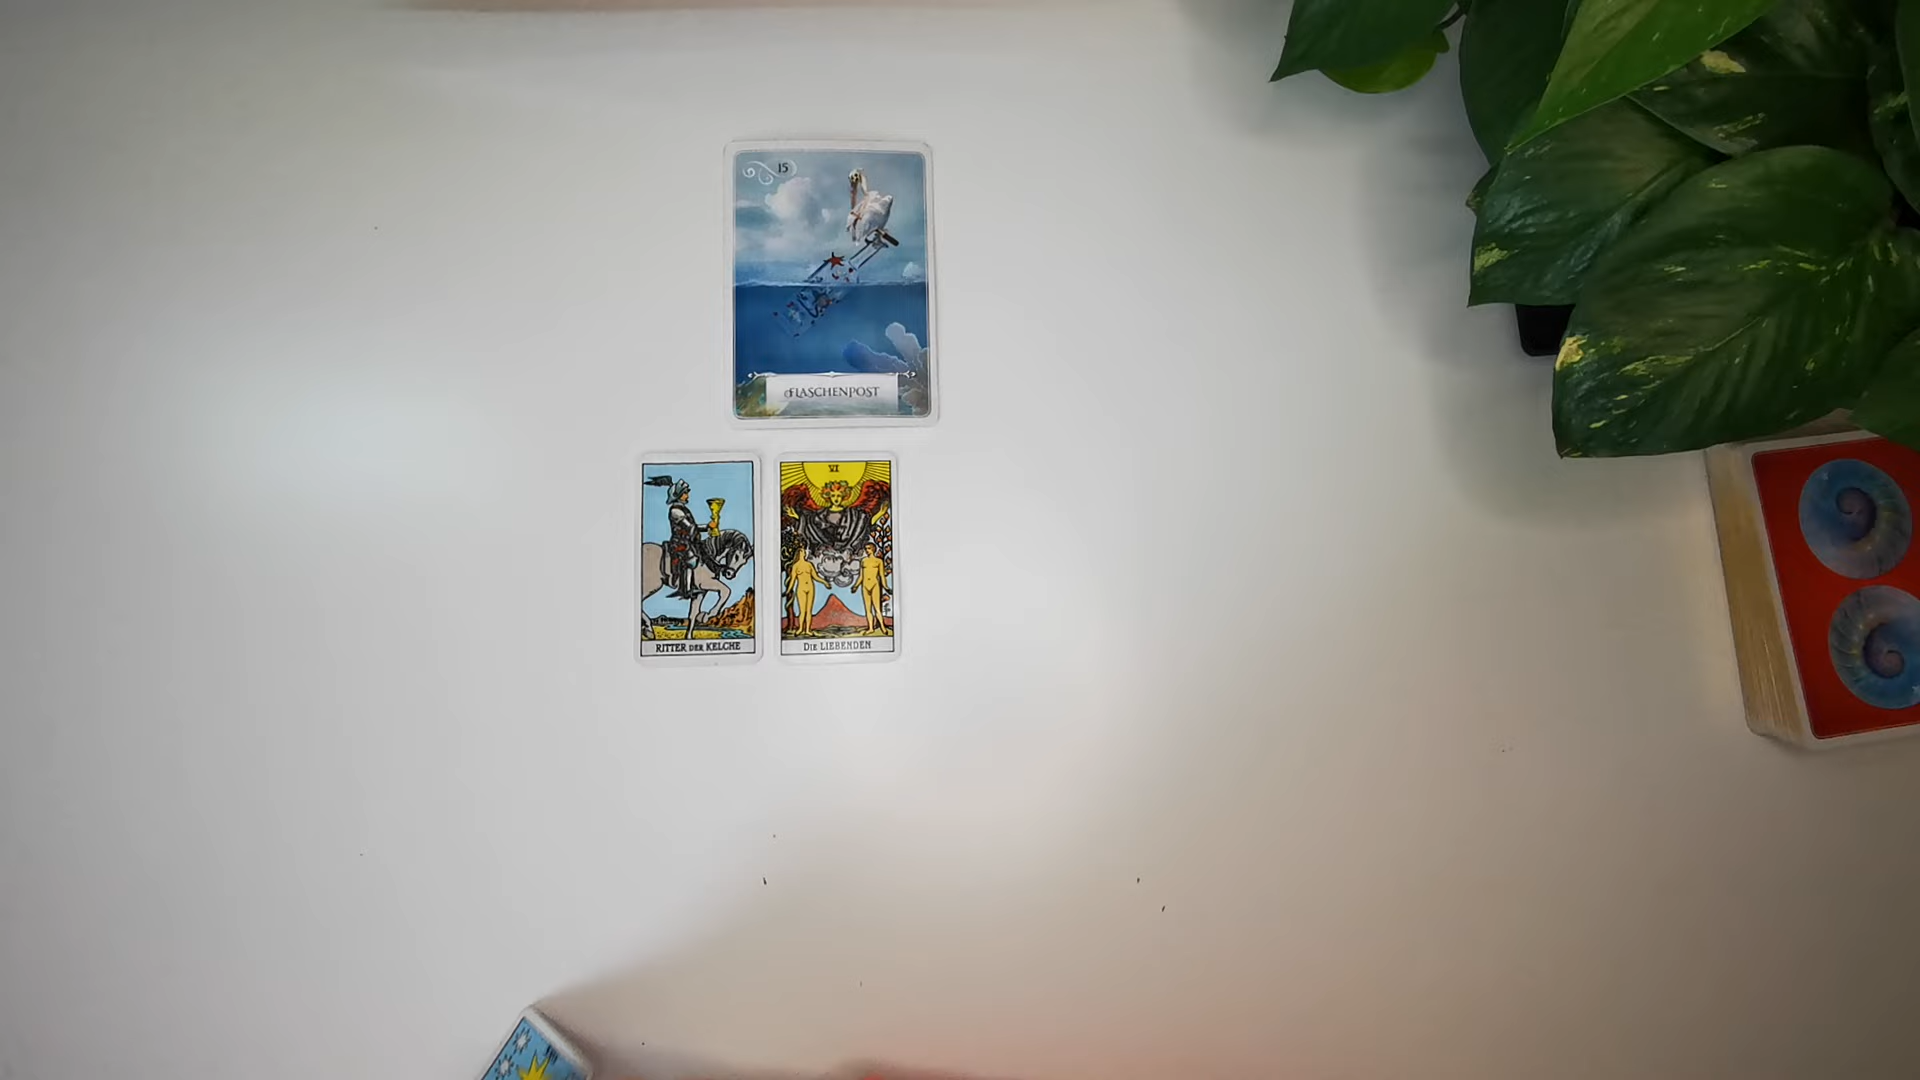 15
FLASCHENPOST
RITTER DER KELCHE
VI
DIE LIEBENDEN